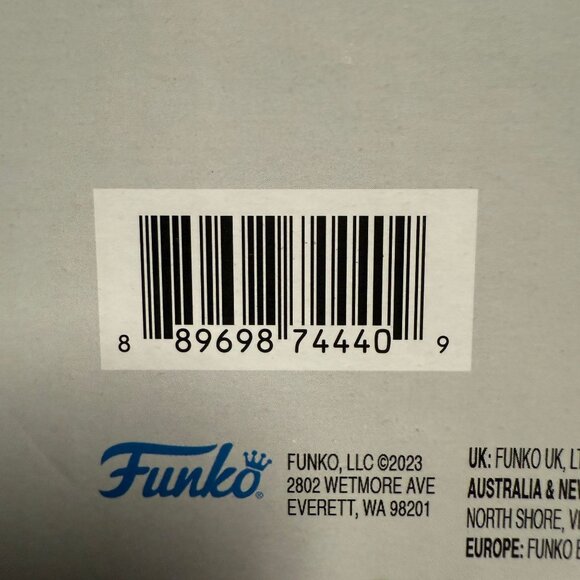 8 89698 74440 9
Funko®
FUNKO, LLC ©2023
2802 WETMORE AVE
EVERETT, WA 98201
UK: FUNKO UK,
AUSTRALIA &
NORTH SHORE,
EUROPE: FUNKO